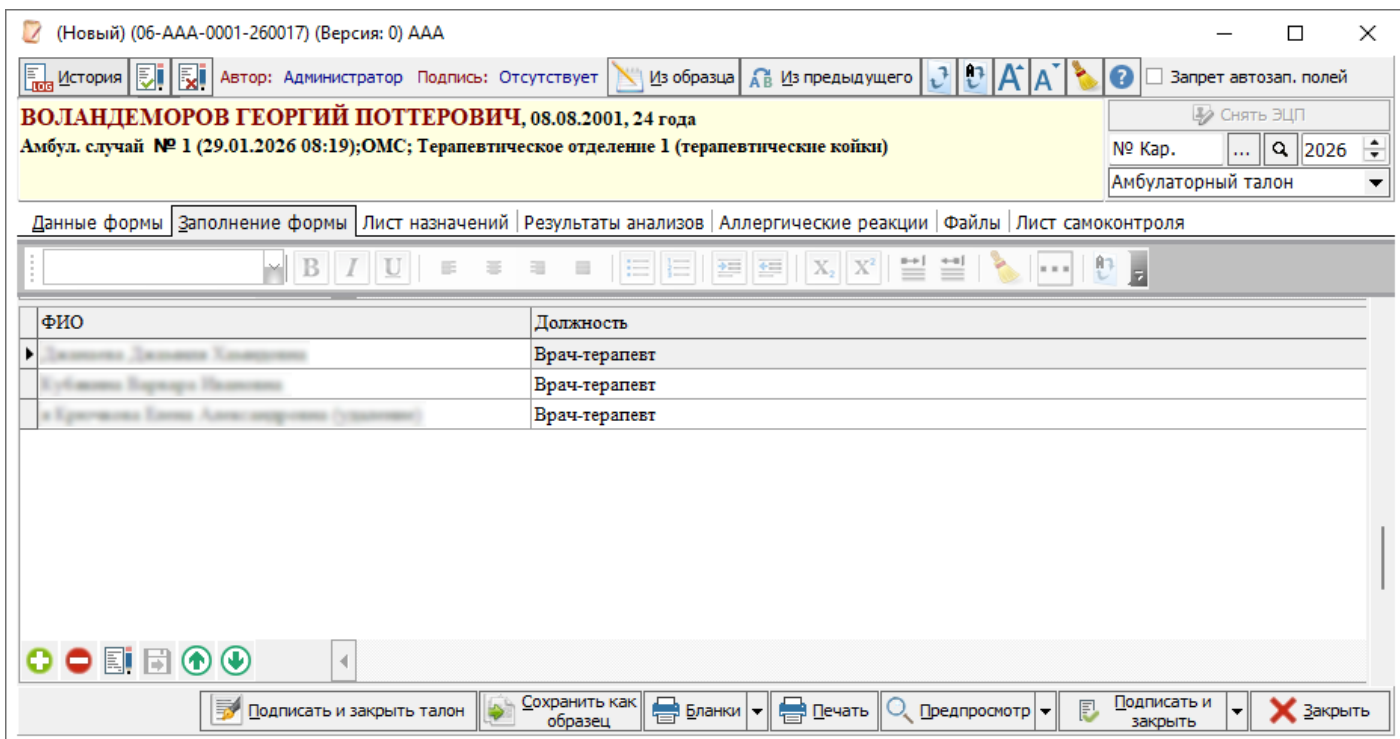 (Новый) (06-ААА-0001-260017) (Версия: 0) ААА
LOG История Автор: Администратор Подпись: Отсутствует Из образца Из предыдущего Запрет автозап. полей
ВОЛАНДЕМОРОВ ГЕОРГИЙ ПОТТЕРОВИЧ, 08.08.2001, 24 года
Снять ЭЦП
Амбул. случай № 1 (29.01.2026 08:19);ОМС; Терапевтическое отделение 1 (терапевтические койки)
№ Кар. ... 2026
Амбулаторный талон
Данные формы Заполнение формы Лист назначений Результаты анализов Аллергические реакции Файлы Лист самоконтроля
B I U X₂ X²
ФИО Должность
Врач-терапевт
Врач-терапевт
Врач-терапевт
Подписать и закрыть талон Сохранить как образец Бланки Печать Предпросмотр Подписать и закрыть Закрыть